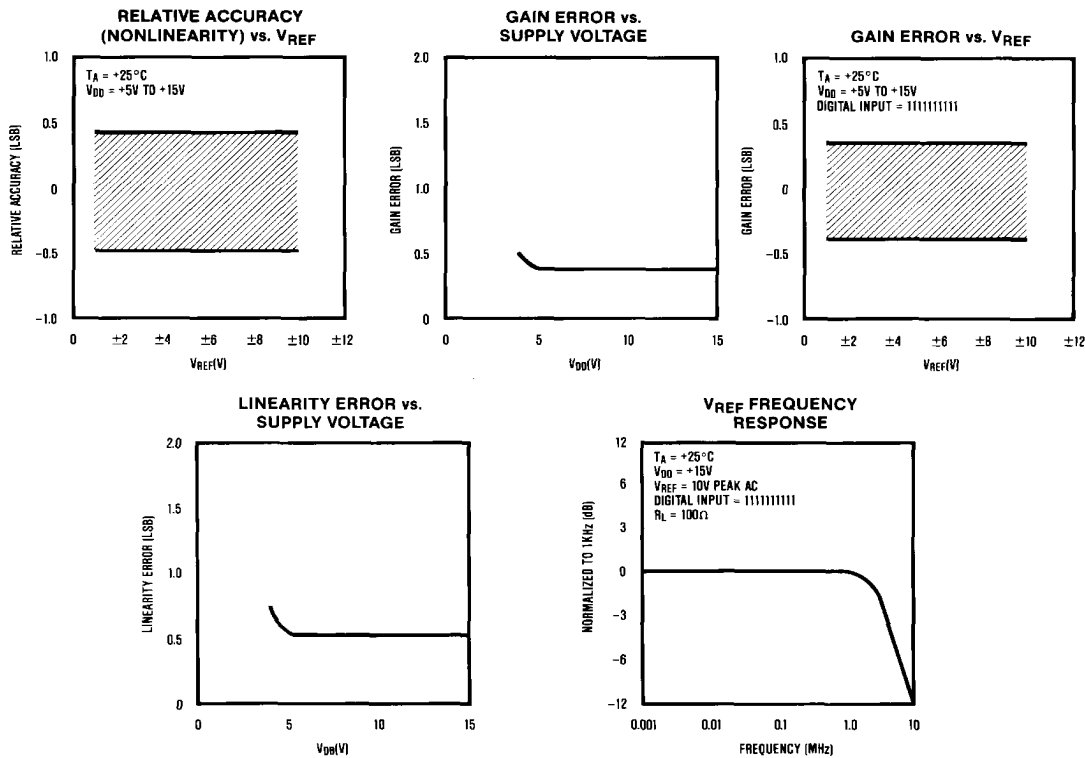 RELATIVE ACCURACY
(NONLINEARITY) vs. VREF
1.0
TA = +25°C
VDD = +5V TO +15V
0.5
0
−0.5
−1.0
RELATIVE ACCURACY (LSB)
0 ±2 ±4 ±6 ±8 ±10 ±12
VREF(V)
GAIN ERROR vs.
SUPPLY VOLTAGE
2.0
1.5
1.0
0.5
0
GAIN ERROR (LSB)
0 5 10 15
VDD(V)
GAIN ERROR vs. VREF
1.0
TA = +25°C
VDD = +5V TO +15V
DIGITAL INPUT = 1111111111
0.5
0
−0.5
−1.0
GAIN ERROR (LSB)
0 ±2 ±4 ±6 ±8 ±10 ±12
VREF(V)
LINEARITY ERROR vs.
SUPPLY VOLTAGE
2.0
1.5
1.0
0.5
0
LINEARITY ERROR (LSB)
0 5 10 15
VDD(V)
VREF FREQUENCY
RESPONSE
12
TA = +25°C
VDD = +15V
6
VREF = 10V PEAK AC
DIGITAL INPUT = 1111111111
RL = 100Ω
3
0
−3
−6
−12
NORMALIZED TO 1KHz (dB)
0.001 0.01 0.1 1.0 10
FREQUENCY (MHz)